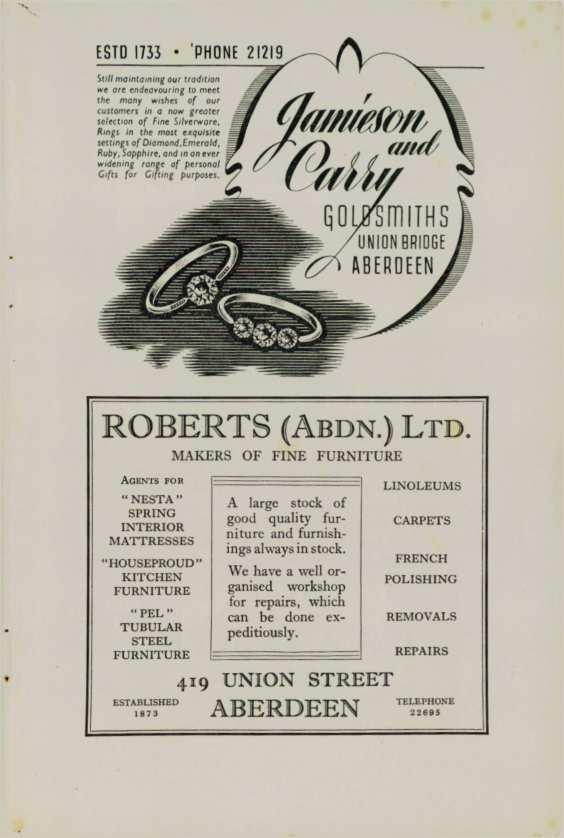 ESTD 1733 • 'PHONE 21219
Still maintaining our tradition
we are endeavouring to meet
the many wishes of our
customers in a now greater
selection of Fine Silverware,
Rings in the most exquisite
settings of Diamond, Emerald,
Ruby, Sapphire, and in an ever
widening range of personal
Gifts for Gifting purposes.
Jamieson
and
Carry
GOLDSMITHS
UNION BRIDGE
ABERDEEN
ROBERTS (ABDN.) LTD.
MAKERS OF FINE FURNITURE
AGENTS FOR
"NESTA"
SPRING
INTERIOR
MATTRESSES
"HOUSEPROUD"
KITCHEN
FURNITURE
"PEL"
TUBULAR
STEEL
FURNITURE
A large stock of
good quality fur-
niture and furnish-
ings always in stock.
We have a well or-
ganised workshop
for repairs, which
can be done ex-
peditiously.
LINOLEUMS
CARPETS
FRENCH
POLISHING
REMOVALS
REPAIRS
419 UNION STREET
ESTABLISHED
1873
ABERDEEN
TELEPHONE
22695